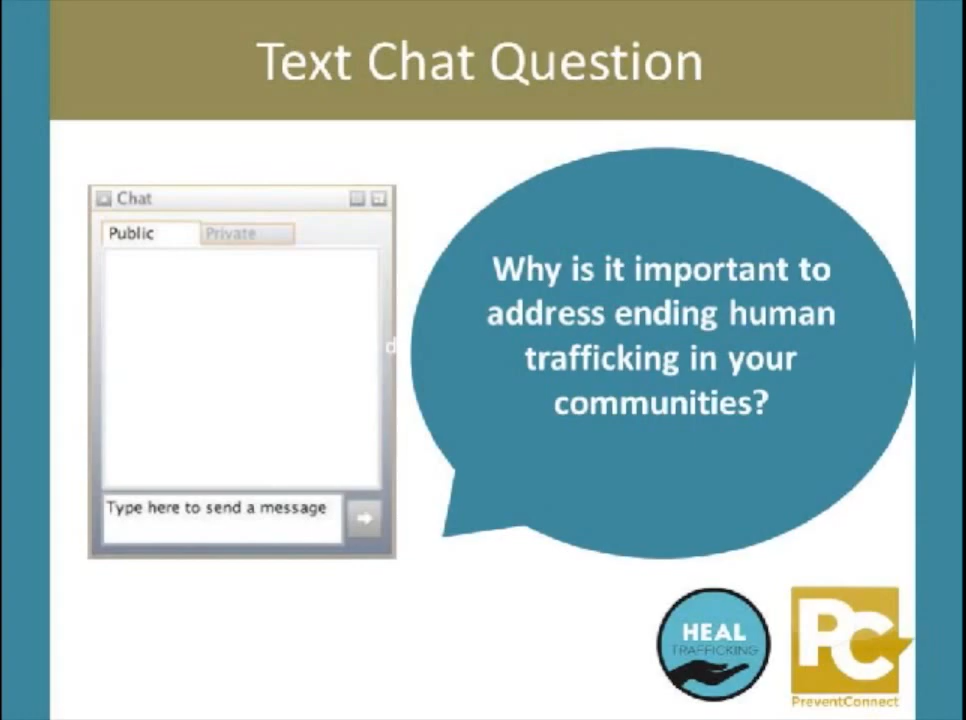 Text Chat Question
Chat
Public
Private
d
Type here to send a message
Why is it important to
address ending human
trafficking in your
communities?
HEAL
TRAFFICKING
PC
PreventConnect